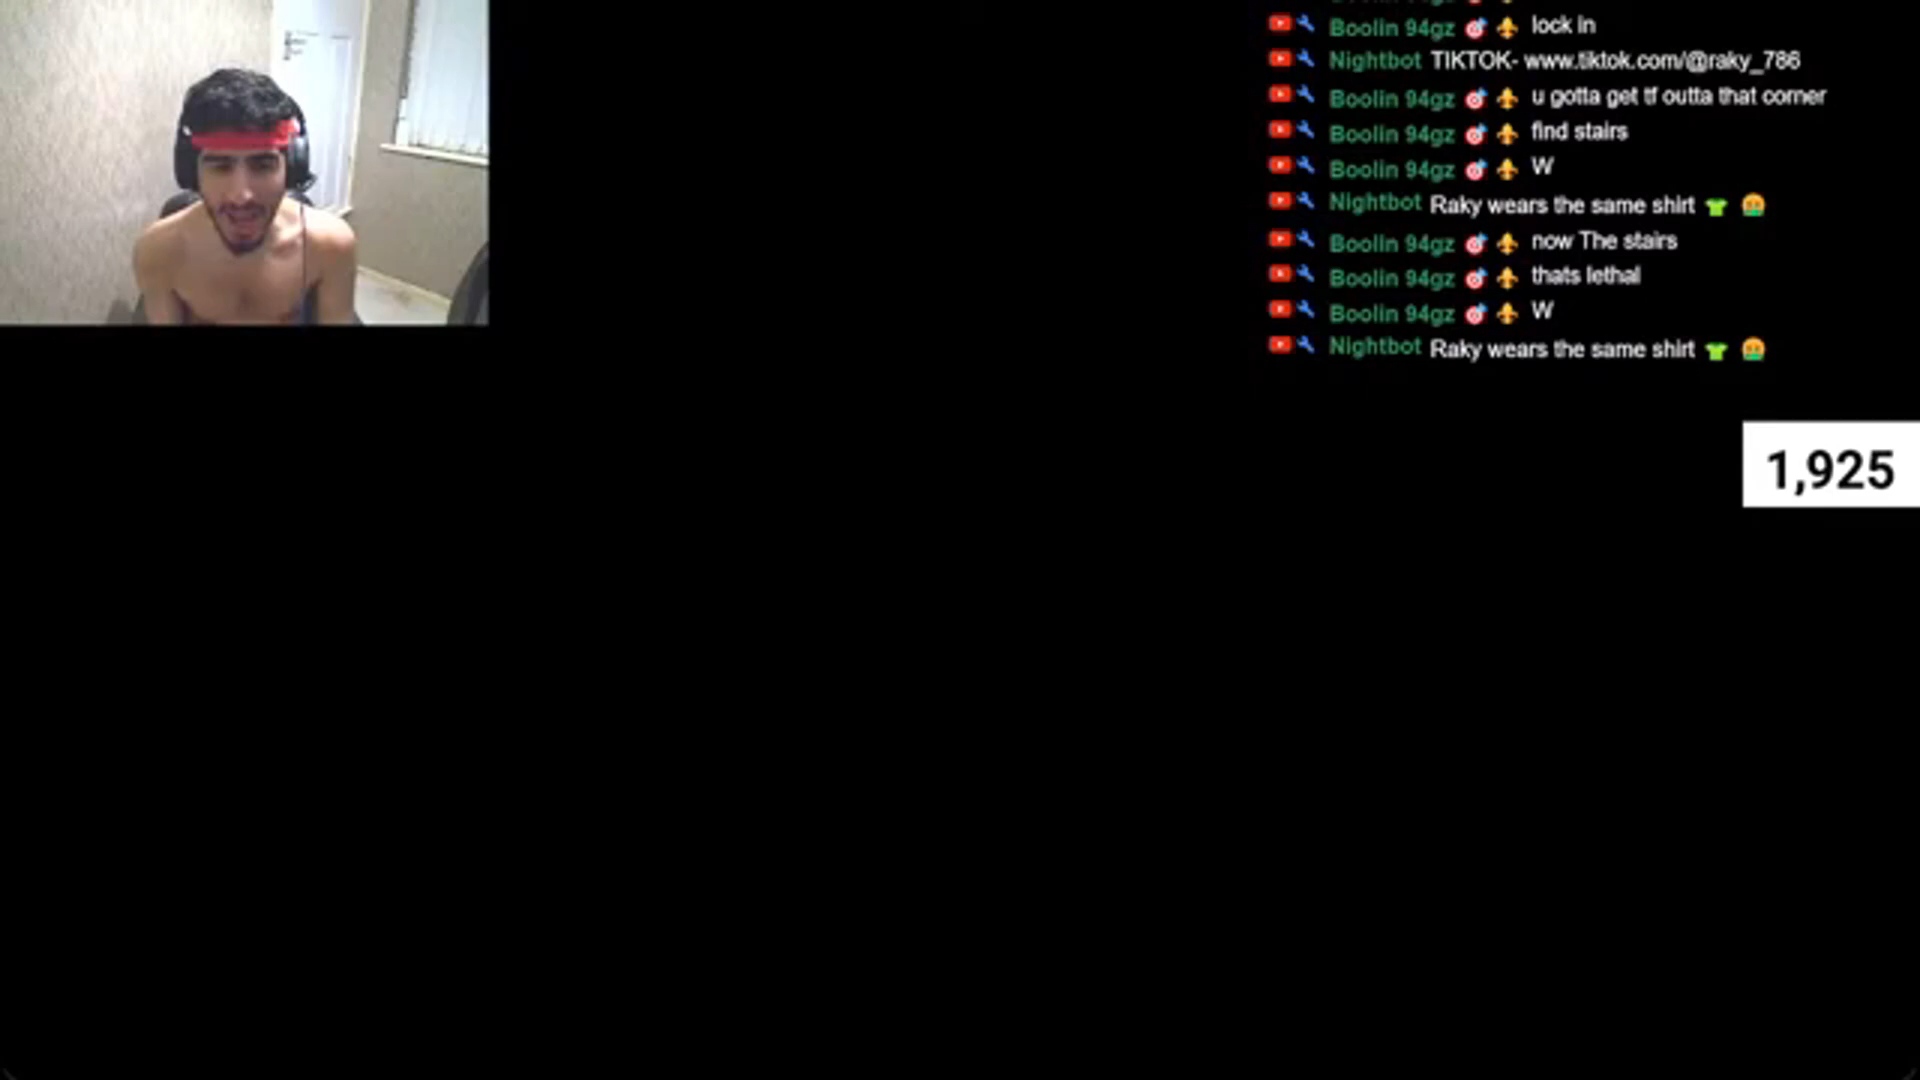 Boolin 94gz lock in
Nightbot TIKTOK- www.tiktok.com/@raky_786
Boolin 94gz u gotta get tf outta that corner
Boolin 94gz find stairs
Boolin 94gz W
Nightbot Raky wears the same shirt
Boolin 94gz now The stairs
Boolin 94gz thats lethal
Boolin 94gz W
Nightbot Raky wears the same shirt
1,925